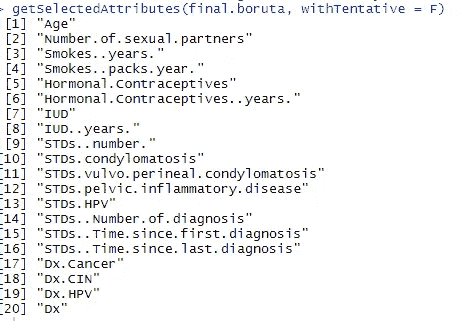 > getSelectedAttributes(final.boruta, withTentative = F)
[1] "Age"
[2] "Number.of.sexual.partners"
[3] "Smokes..years."
[4] "Smokes..packs.year."
[5] "Hormonal.Contraceptives"
[6] "Hormonal.Contraceptives..years."
[7] "IUD"
[8] "IUD..years."
[9] "STDs..number."
[10] "STDs.condylomatosis"
[11] "STDs.vulvo.perineal.condylomatosis"
[12] "STDs.pelvic.inflammatory.disease"
[13] "STDs.HPV"
[14] "STDs..Number.of.diagnosis"
[15] "STDs..Time.since.first.diagnosis"
[16] "STDs..Time.since.last.diagnosis"
[17] "Dx.Cancer"
[18] "Dx.CIN"
[19] "Dx.HPV"
[20] "Dx"